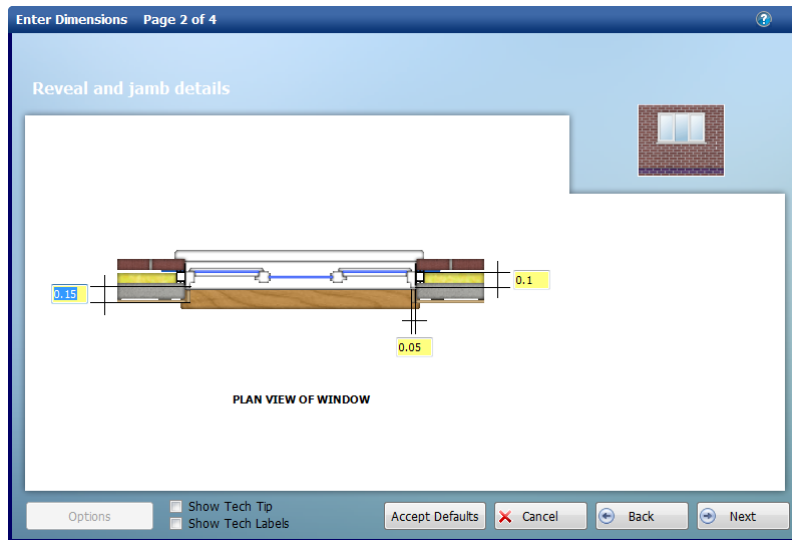 Enter Dimensions Page 2 of 4
?
Reveal and jamb details
0.1
0.15
0.05
PLAN VIEW OF WINDOW
Options
Show Tech Tip
Show Tech Labels
Accept Defaults
Cancel
Back
Next